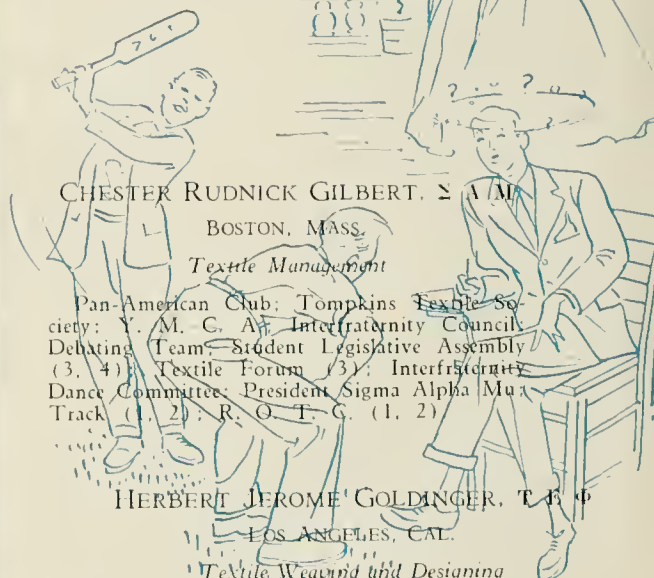 CHESTER RUDNICK GILBERT, Σ A M
BOSTON, MASS.
Textile Management
Pan-American Club; Tompkins Textile So-
ciety; Y. M. C. A.; Interfraternity Council;
Debating Team; Student Legislative Assembly
(3, 4); Textile Forum (3); Interfraternity
Dance Committee; President Sigma Alpha Mu;
Track (1, 2); R. O. T. C. (1, 2)
HERBERT JEROME GOLDINGER, T E Φ
LOS ANGELES, CAL.
Textile Weaving and Designing